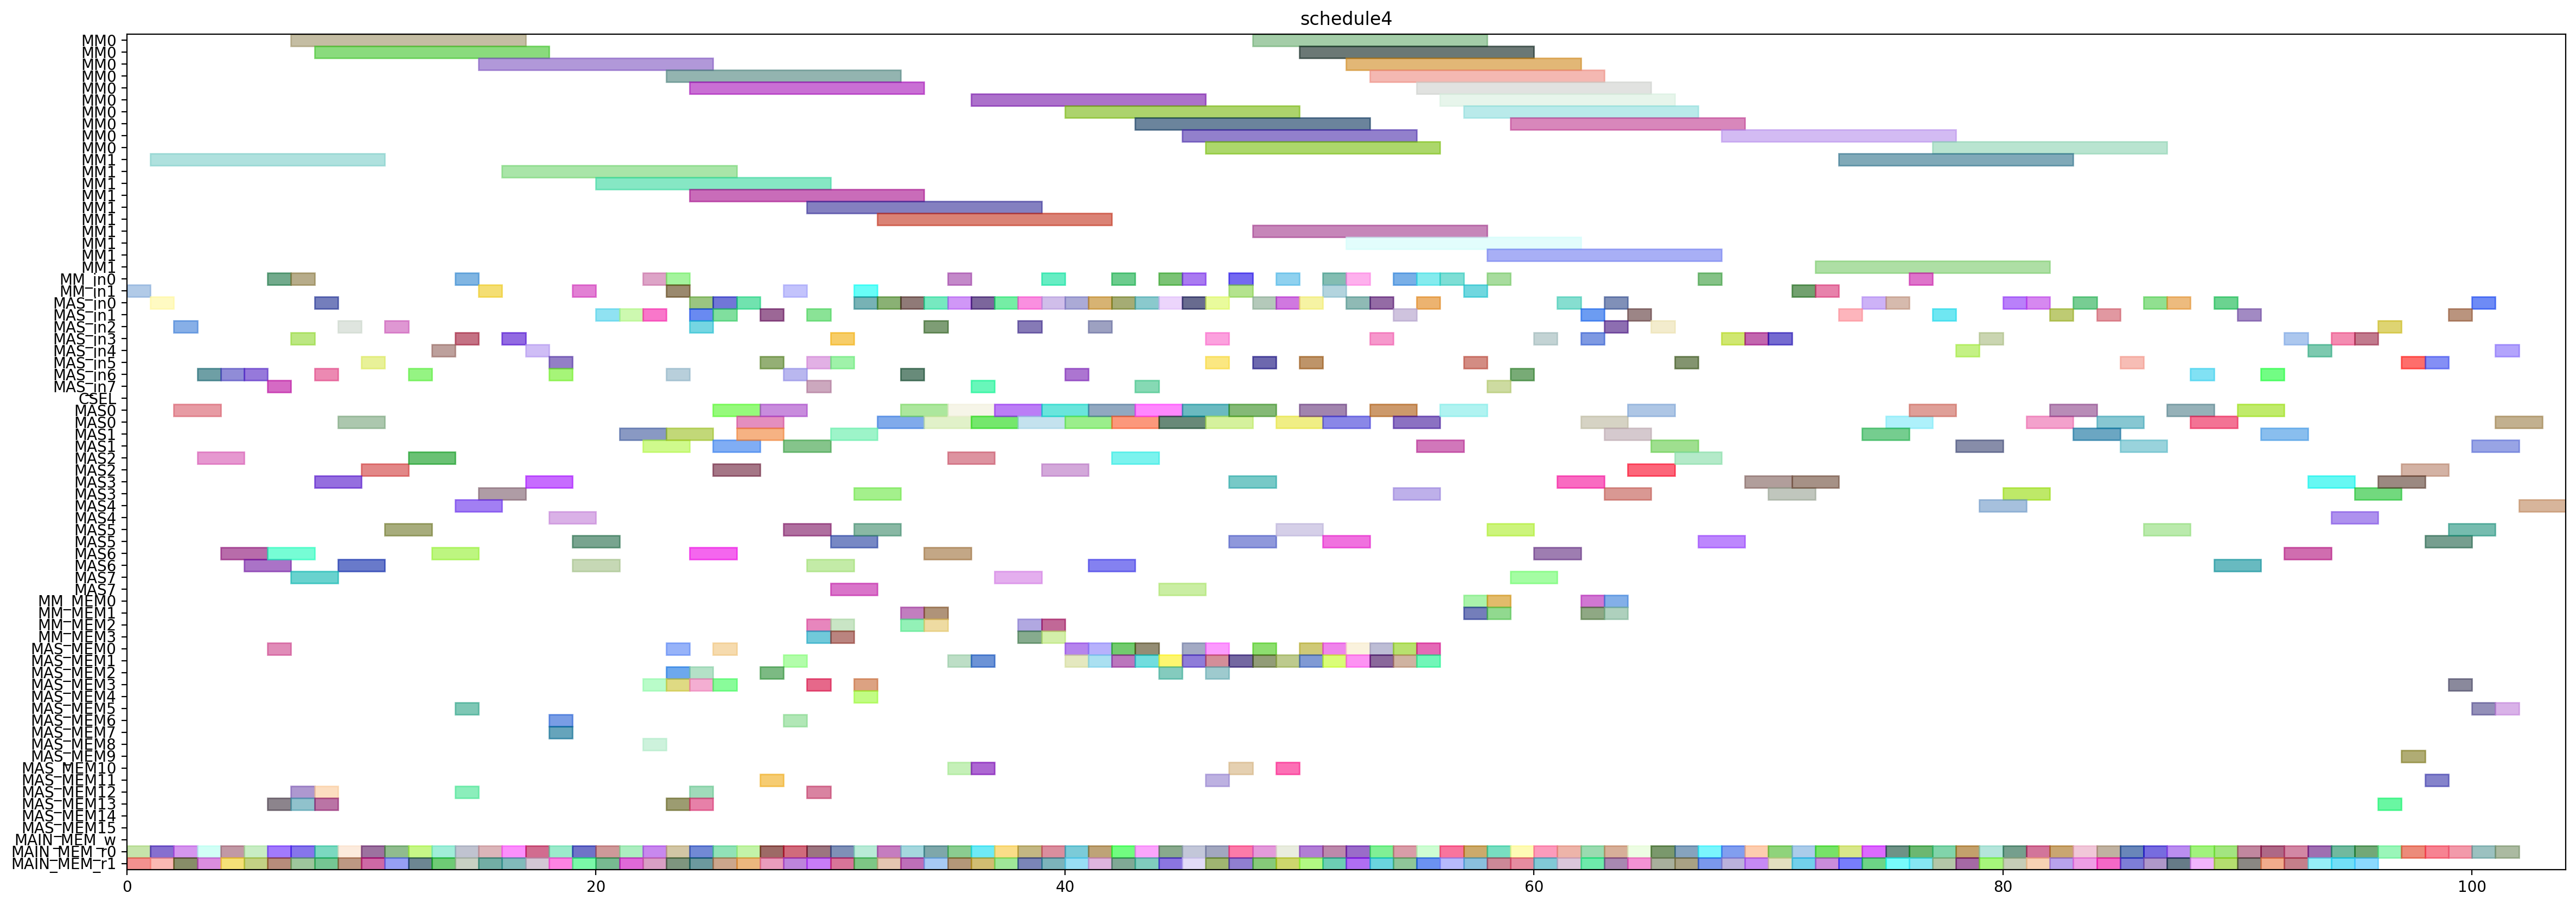 schedule4
MM0
MM0
MM0
MM0
MM0
MM0
MM0
MM0
MM0
MM0
MM1
MM1
MM1
MM1
MM1
MM1
MM1
MM1
MM1
MM1
MM_in0
MM_in1
MAS_in0
MAS_in1
MAS_in2
MAS_in3
MAS_in4
MAS_in5
MAS_in6
MAS_in7
CSEL
MAS0
MAS0
MAS1
MAS1
MAS2
MAS2
MAS3
MAS3
MAS4
MAS4
MAS5
MAS5
MAS6
MAS6
MAS7
MAS7
MM_MEM0
MM_MEM1
MM_MEM2
MM_MEM3
MAS_MEM0
MAS_MEM1
MAS_MEM2
MAS_MEM3
MAS_MEM4
MAS_MEM5
MAS_MEM6
MAS_MEM7
MAS_MEM8
MAS_MEM9
MAS_MEM10
MAS_MEM11
MAS_MEM12
MAS_MEM13
MAS_MEM14
MAS_MEM15
MAIN_MEM_w
MAIN_MEM_r0
MAIN_MEM_r1
0 20 40 60 80 100